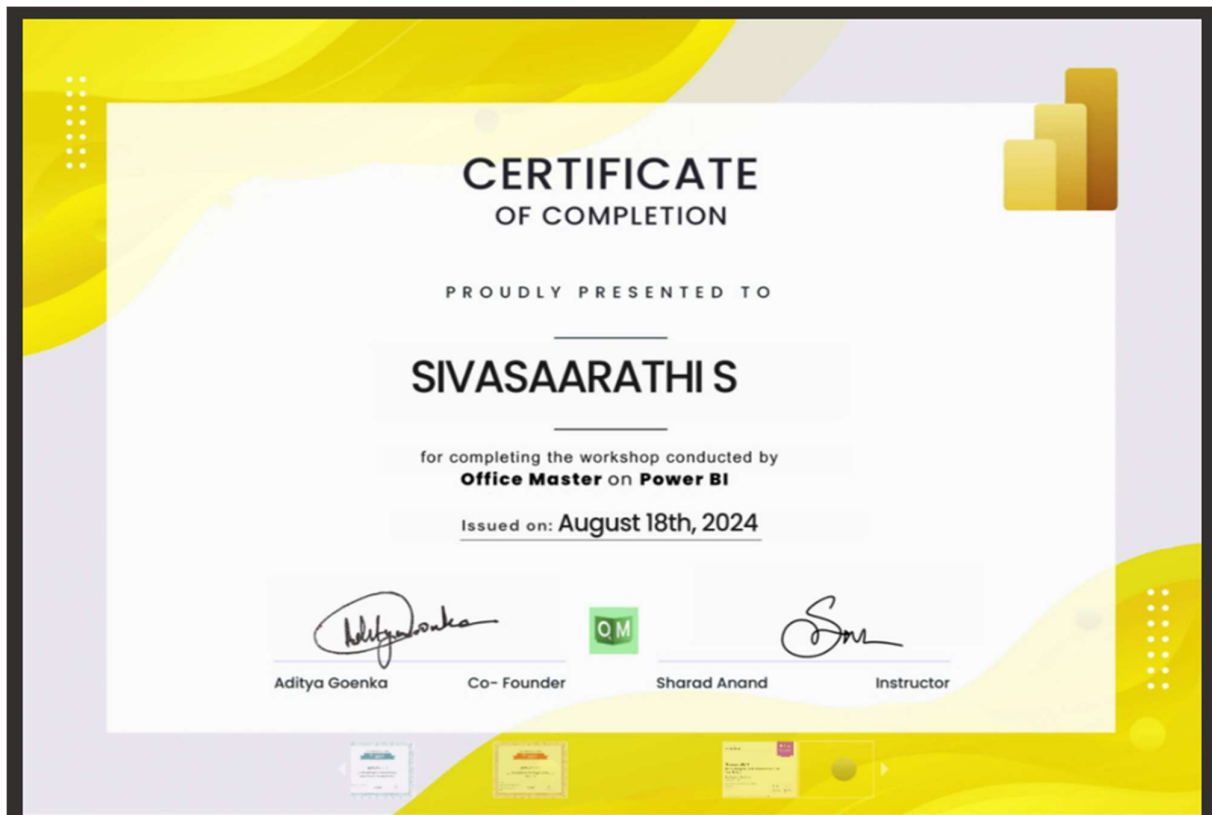 CERTIFICATE
OF COMPLETION
PROUDLY PRESENTED TO
SIVASAARATHI S
for completing the workshop conducted by
Office Master on Power BI
Issued on: August 18th, 2024
OM
Aditya Goenka Co- Founder Sharad Anand Instructor